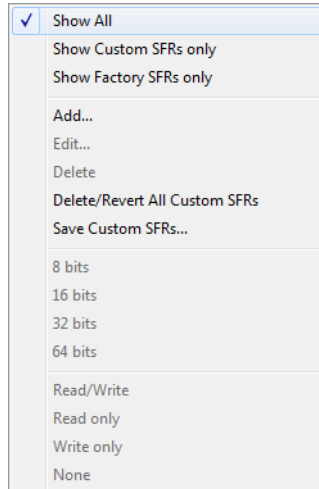 Show All
Show Custom SFRs only
Show Factory SFRs only
Add...
Edit...
Delete
Delete/Revert All Custom SFRs
Save Custom SFRs...
8 bits
16 bits
32 bits
64 bits
Read/Write
Read only
Write only
None